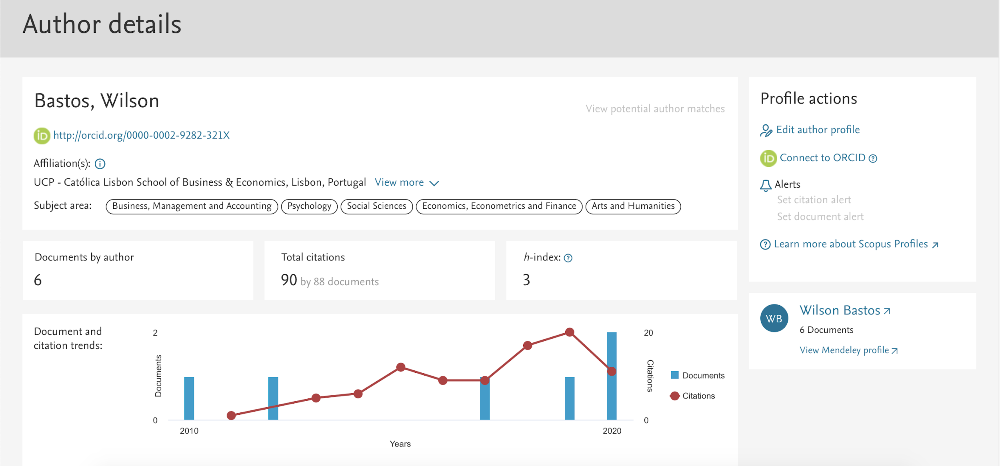 Author details
Bastos, Wilson
View potential author matches
iD http://orcid.org/0000-0002-9282-321X
Affiliation(s):
UCP - Católica Lisbon School of Business & Economics, Lisbon, Portugal View more
Subject area: Business, Management and Accounting Psychology Social Sciences Economics, Econometrics and Finance Arts and Humanities
Documents by author
6
Total citations
90 by 88 documents
h-index:
3
Document and
citation trends:
2
Documents
0
2010
2020
Years
20
Citations
0
Documents
Citations
Profile actions
Edit author profile
iD Connect to ORCID
Alerts
Set citation alert
Set document alert
Learn more about Scopus Profiles
WB
Wilson Bastos
6 Documents
View Mendeley profile